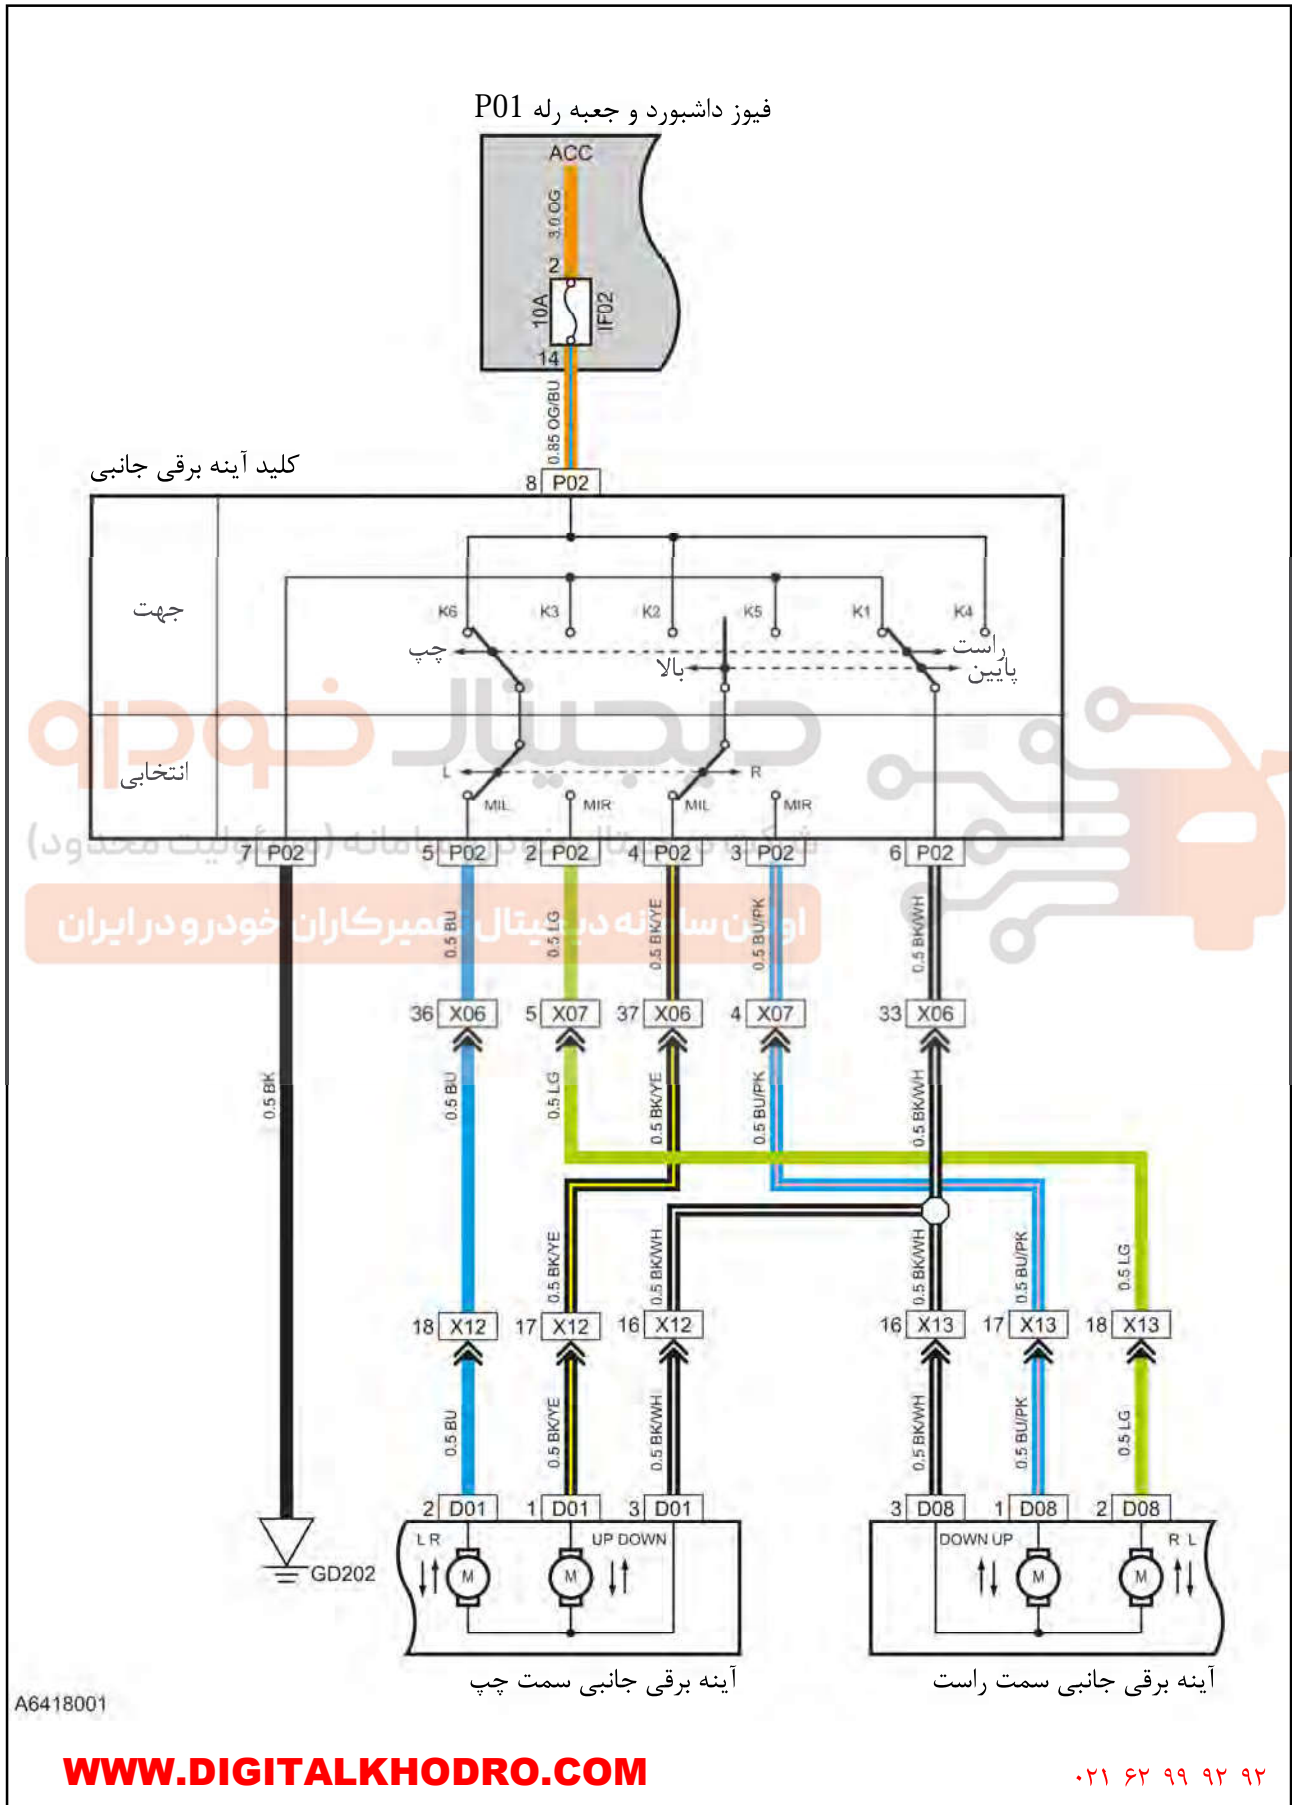 فیوز داشبورد و جعبه رله P01
ACC
3.0 OG
2
10A
IF02
14
0.85 OG/BU
کلید آینه برقی جانبی
8 P02
جهت
K6 K3 K2 K5 K1 K4
چپ
راست
بالا
پایین
دیجیتال خودرو
انتخابی
L R
MIL MIR MIL MIR
7 P02 5 P02 2 P02 4 P02 3 P02 6 P02
اولین سامانه دیجیتال تعمیرکاران خودرو در ایران
0.5 BU 0.5 LG 0.5 BK/YE 0.5 BU/PK 0.5 BK/WH
36 X06 5 X07 37 X06 4 X07 33 X06
0.5 BK 0.5 BU 0.5 LG 0.5 BK/YE 0.5 BU/PK 0.5 BK/WH
0.5 BK/YE 0.5 BK/WH 0.5 BK/WH 0.5 BU/PK 0.5 LG
18 X12 17 X12 16 X12 16 X13 17 X13 18 X13
0.5 BU 0.5 BK/YE 0.5 BK/WH 0.5 BK/WH 0.5 BU/PK 0.5 LG
2 D01 1 D01 3 D01 3 D08 1 D08 2 D08
L R UP DOWN DOWN UP R L
M M M M
GD202
آینه برقی جانبی سمت چپ
آینه برقی جانبی سمت راست
A6418001
WWW.DIGITALKHODRO.COM
۰۲۱ ۶۲ ۹۹ ۹۲ ۹۲